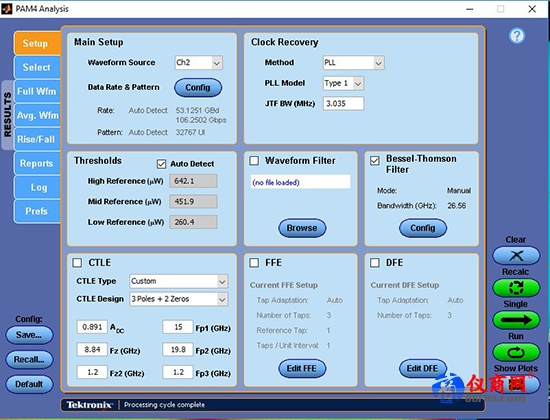 PAM4 Analysis
Setup
Select
Full Wfm
Avg. Wfm
Rise/Fall
Reports
Log
Prefs
RESULTS
Config:
Save...
Recall...
Default
Main Setup
Waveform Source Ch2
Data Rate & Pattern Config
Rate: Auto Detect 53.1251 GBd
106.2502 Gbps
Pattern: Auto Detect 32767 UI
Clock Recovery
Method PLL
PLL Model Type 1
JTF BW (MHz) 3.035
Thresholds Auto Detect
High Reference (µW) 642.1
Mid Reference (µW) 451.9
Low Reference (µW) 260.4
Waveform Filter
(no file loaded)
Browse
Bessel-Thomson
Filter
Mode: Manual
Bandwidth (GHz): 26.56
Config
CTLE
CTLE Type Custom
CTLE Design 3 Poles + 2 Zeros
0.891 ADC 15 Fp1 (GHz)
8.84 Fz (GHz) 19.8 Fp2 (GHz)
1.2 Fz2 (GHz) 1.2 Fp3 (GHz)
FFE
Current FFE Setup
Tap Adaptation: Auto
Number of Taps: 3
Reference Tap: 1
Taps / Unit Interval: 1
Edit FFE
DFE
Current DFE Setup
Tap Adaptation: Auto
Number of Taps: 3
Edit DFE
Clear
Recalc
Single
Run
Show Plots
仪商网
Tektronix Processing cycle complete